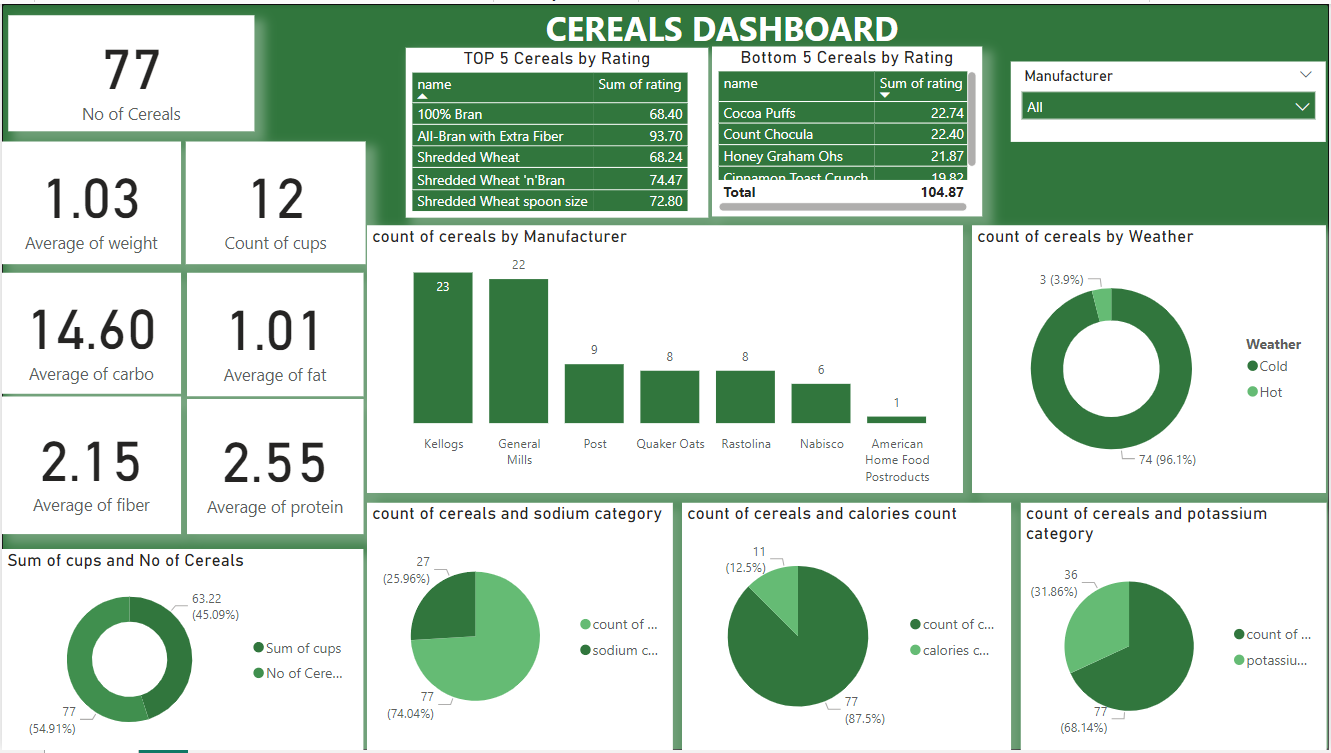 CEREALS DASHBOARD
77
No of Cereals
TOP 5 Cereals by Rating
name Sum of rating
100% Bran 68.40
All-Bran with Extra Fiber 93.70
Shredded Wheat 68.24
Shredded Wheat 'n'Bran 74.47
Shredded Wheat spoon size 72.80
Bottom 5 Cereals by Rating
name Sum of rating
Cocoa Puffs 22.74
Count Chocula 22.40
Honey Graham Ohs 21.87
Cinnamon Toast Crunch 19.82
Total 104.87
Manufacturer
All
1.03
Average of weight
12
Count of cups
14.60
Average of carbo
1.01
Average of fat
2.15
Average of fiber
2.55
Average of protein
count of cereals by Manufacturer
23
22
9
8
8
6
1
Kellogs
General
Mills
Post
Quaker Oats
Rastolina
Nabisco
American
Home Food
Postroducts
count of cereals by Weather
3 (3.9%)
74 (96.1%)
Weather
Cold
Hot
Sum of cups and No of Cereals
63.22
(45.09%)
77
(54.91%)
Sum of cups
No of Cere...
count of cereals and sodium category
27
(25.96%)
77
(74.04%)
count of ...
sodium c...
count of cereals and calories count
11
(12.5%)
77
(87.5%)
count of c...
calories c...
count of cereals and potassium
category
36
(31.86%)
77
(68.14%)
count of ...
potassiu...